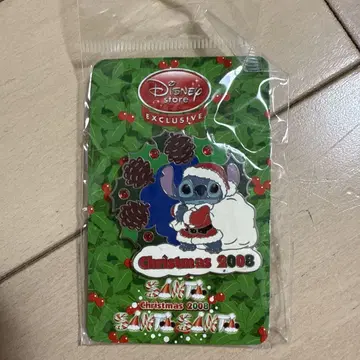 Disney
store
EXCLUSIVE
Christmas 2008
SANTA
Christmas 2008
SANTA SANTA